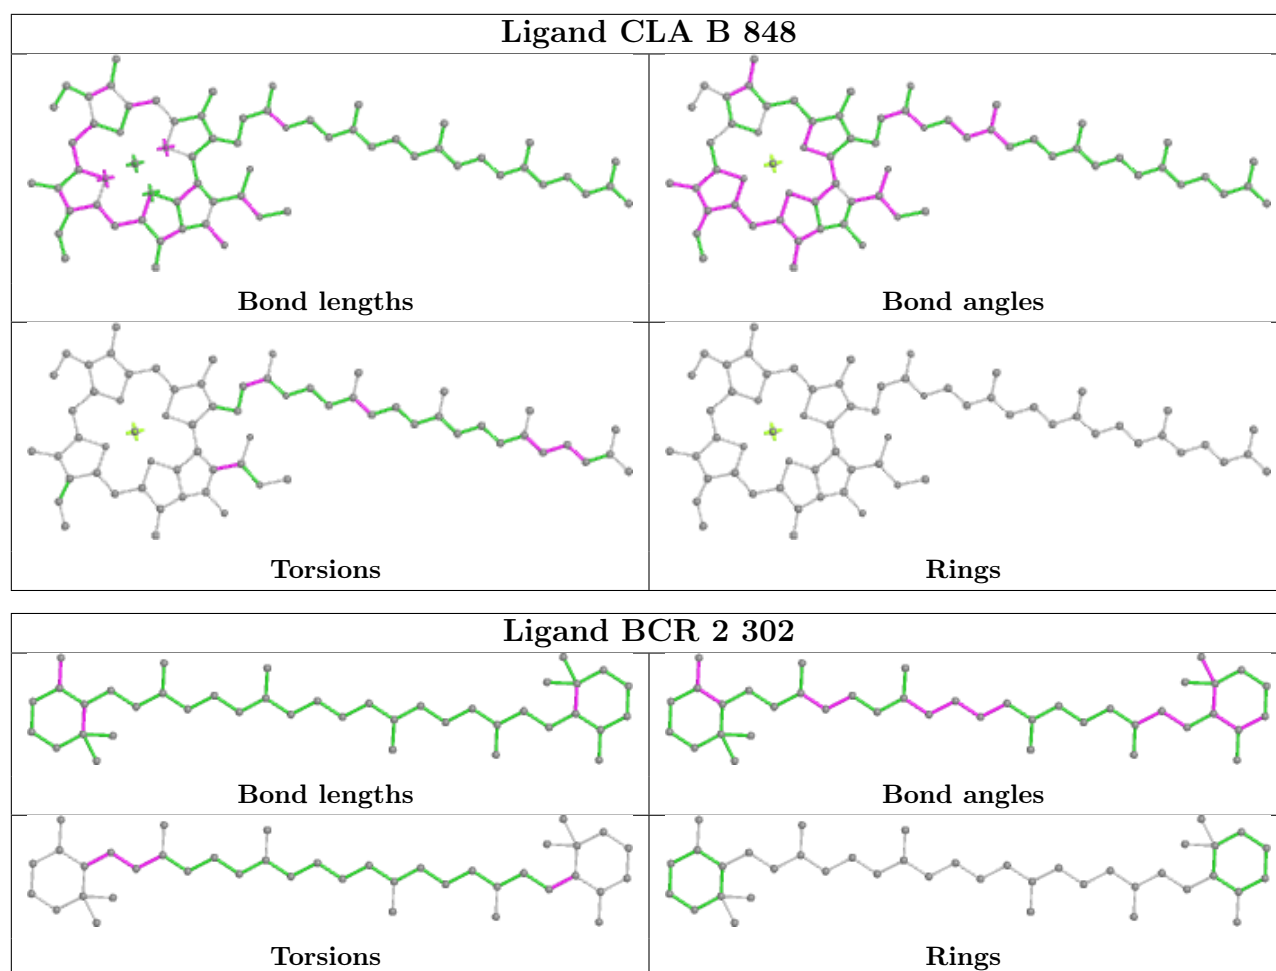 Ligand CLA B 848
Bond lengths
Bond angles
Torsions
Rings
Ligand BCR 2 302
Bond lengths
Bond angles
Torsions
Rings